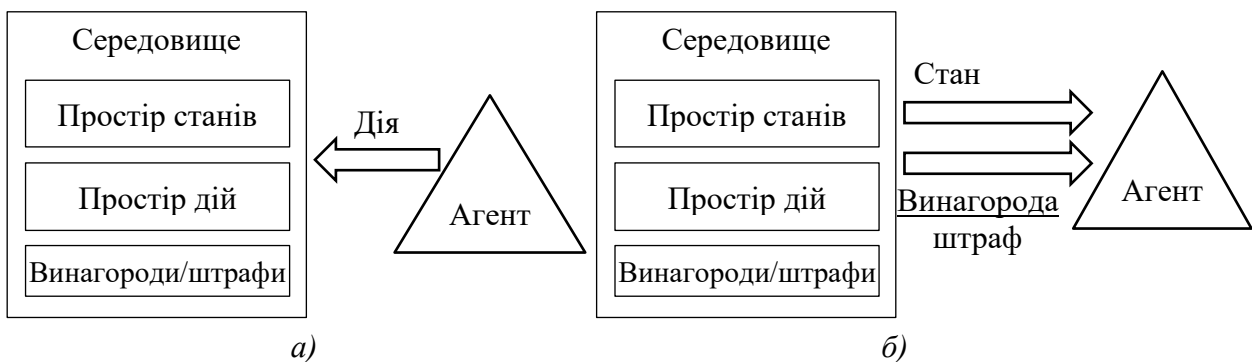 Середовище
Простір станів
Простір дій
Винагороди/штрафи
Дія
Агент
а)
Середовище
Простір станів
Простір дій
Винагороди/штрафи
Стан
Винагорода
штраф
Агент
б)